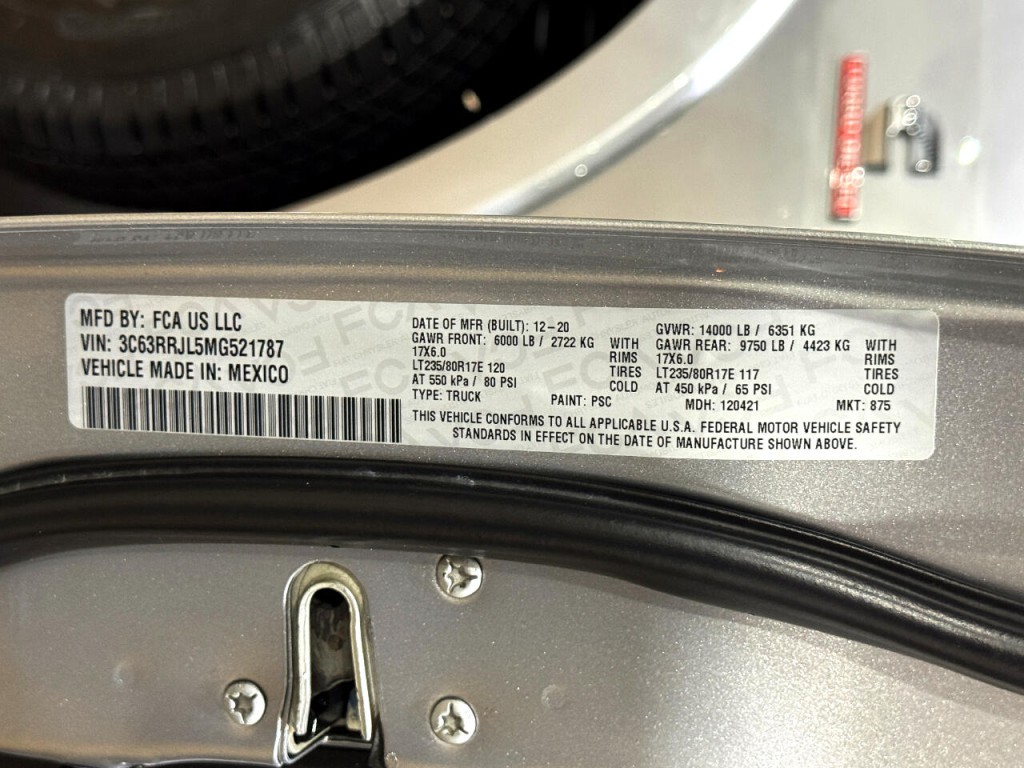 MFD BY: FCA US LLC
VIN: 3C63RRJL5MG521787
VEHICLE MADE IN: MEXICO
DATE OF MFR (BUILT): 12-20
GAWR FRONT: 6000 LB / 2722 KG WITH
17X6.0 RIMS
LT235/80R17E 120 TIRES
AT 550 kPa / 80 PSI COLD
TYPE: TRUCK PAINT: PSC
GVWR: 14000 LB / 6351 KG
GAWR REAR: 9750 LB / 4423 KG WITH
17X6.0 RIMS
LT235/80R17E 117 TIRES
AT 450 kPa / 65 PSI COLD
MDH: 120421 MKT: 875
THIS VEHICLE CONFORMS TO ALL APPLICABLE U.S.A. FEDERAL MOTOR VEHICLE SAFETY
STANDARDS IN EFFECT ON THE DATE OF MANUFACTURE SHOWN ABOVE.